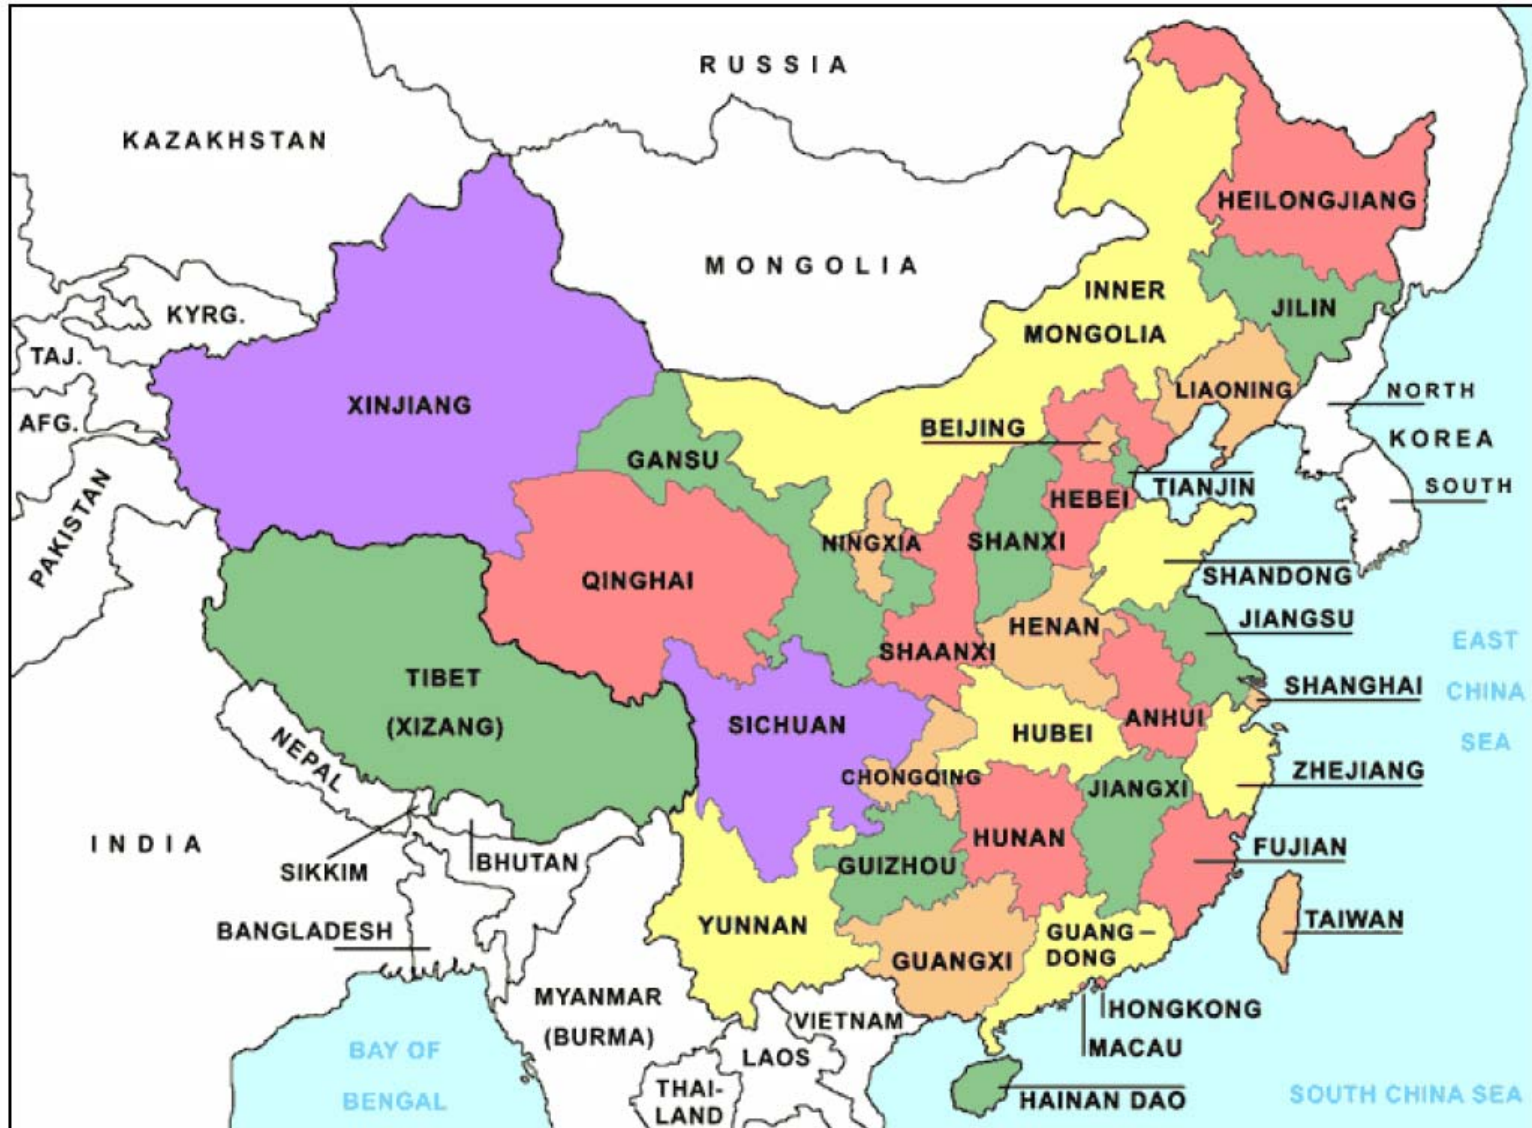 RUSSIA
KAZAKHSTAN
HEILONGJIANG
MONGOLIA
INNER
MONGOLIA
JILIN
KYRG.
TAJ.
AFG.
XINJIANG
LIAONING
NORTH
KOREA
SOUTH
BEIJING
GANSU
HEBEI
TIANJIN
PAKISTAN
NINGXIA
SHANXI
QINGHAI
SHANDONG
JIANGSU
HENAN
SHAANXI
EAST
CHINA
SEA
TIBET
(XIZANG)
SHANGHAI
SICHUAN
HUBEI
ANHUI
NEPAL
CHONGQING
JIANGXI
ZHEJIANG
INDIA
HUNAN
FUJIAN
SIKKIM
BHUTAN
GUIZHOU
BANGLADESH
YUNNAN
GUANG-
DONG
TAIWAN
GUANGXI
MYANMAR
(BURMA)
VIETNAM
HONGKONG
LAOS
MACAU
BAY OF
BENGAL
THAI-
LAND
HAINAN DAO
SOUTH CHINA SEA